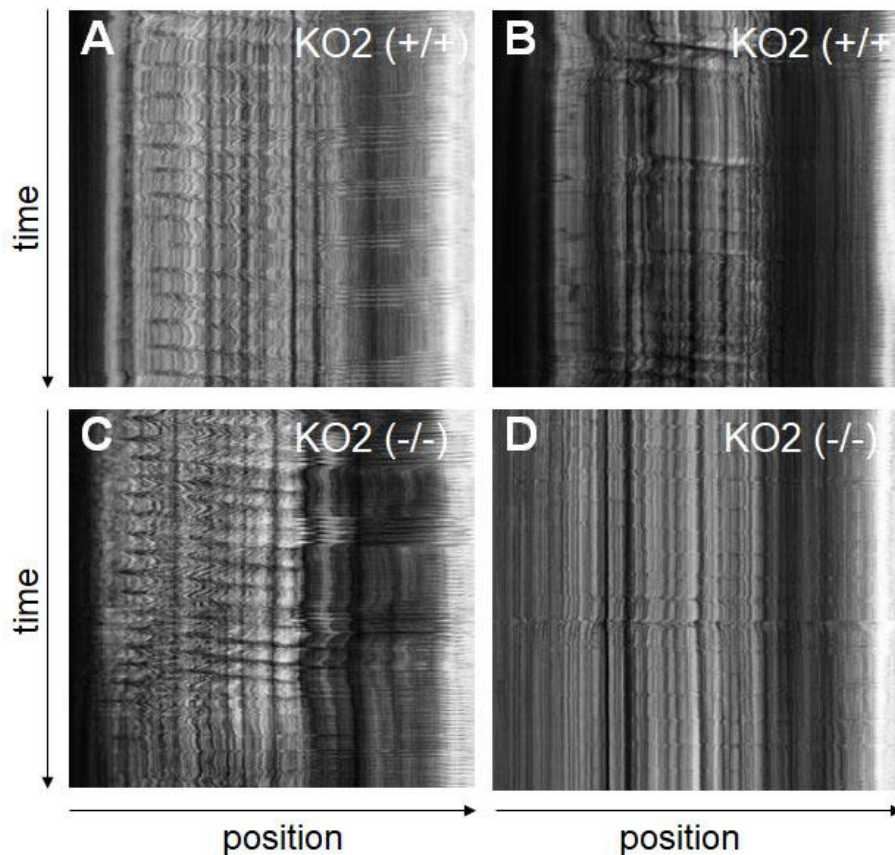 A KO2 (+/+)
B KO2 (+/+
time
C KO2 (-/-)
D KO2 (-/-)
time
position
position